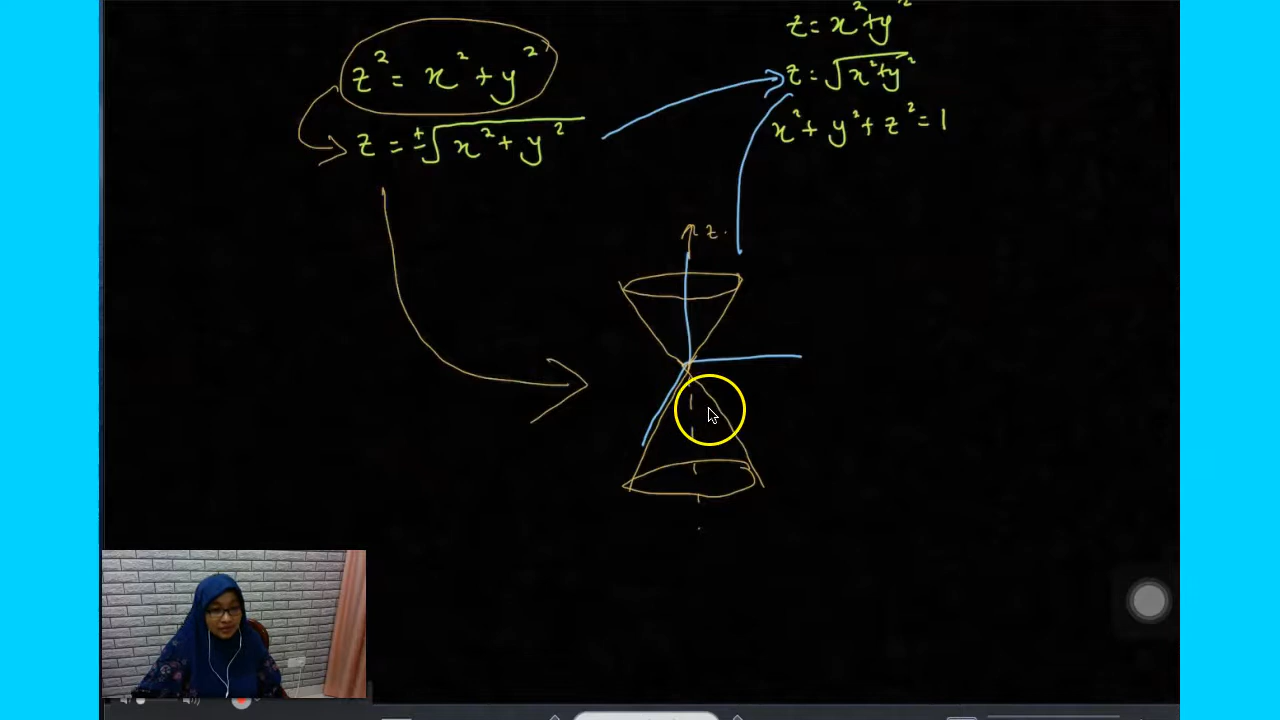 z² = x² + y²
z = ±√(x² + y²)
z = x² + y²
z = √(x² + y²)
x² + y² + z² = 1
z